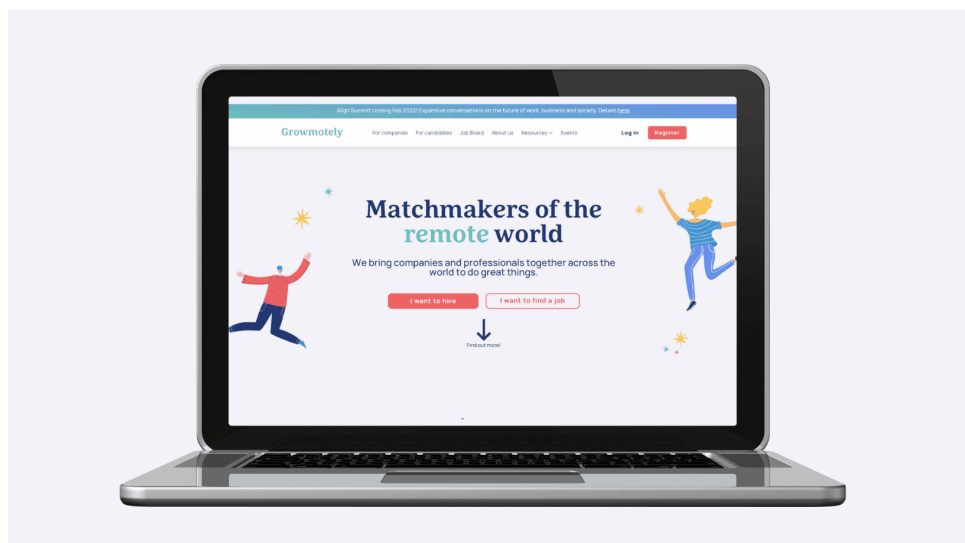 Align Summit coming Feb 2022! Expansive conversations on the future of work, business and society. Details here
Growmotely For companies For candidates Job Board About us Resources Events Log in Register
Matchmakers of the
remote world
We bring companies and professionals together across the
world to do great things.
I want to hire I want to find a job
Find out more!